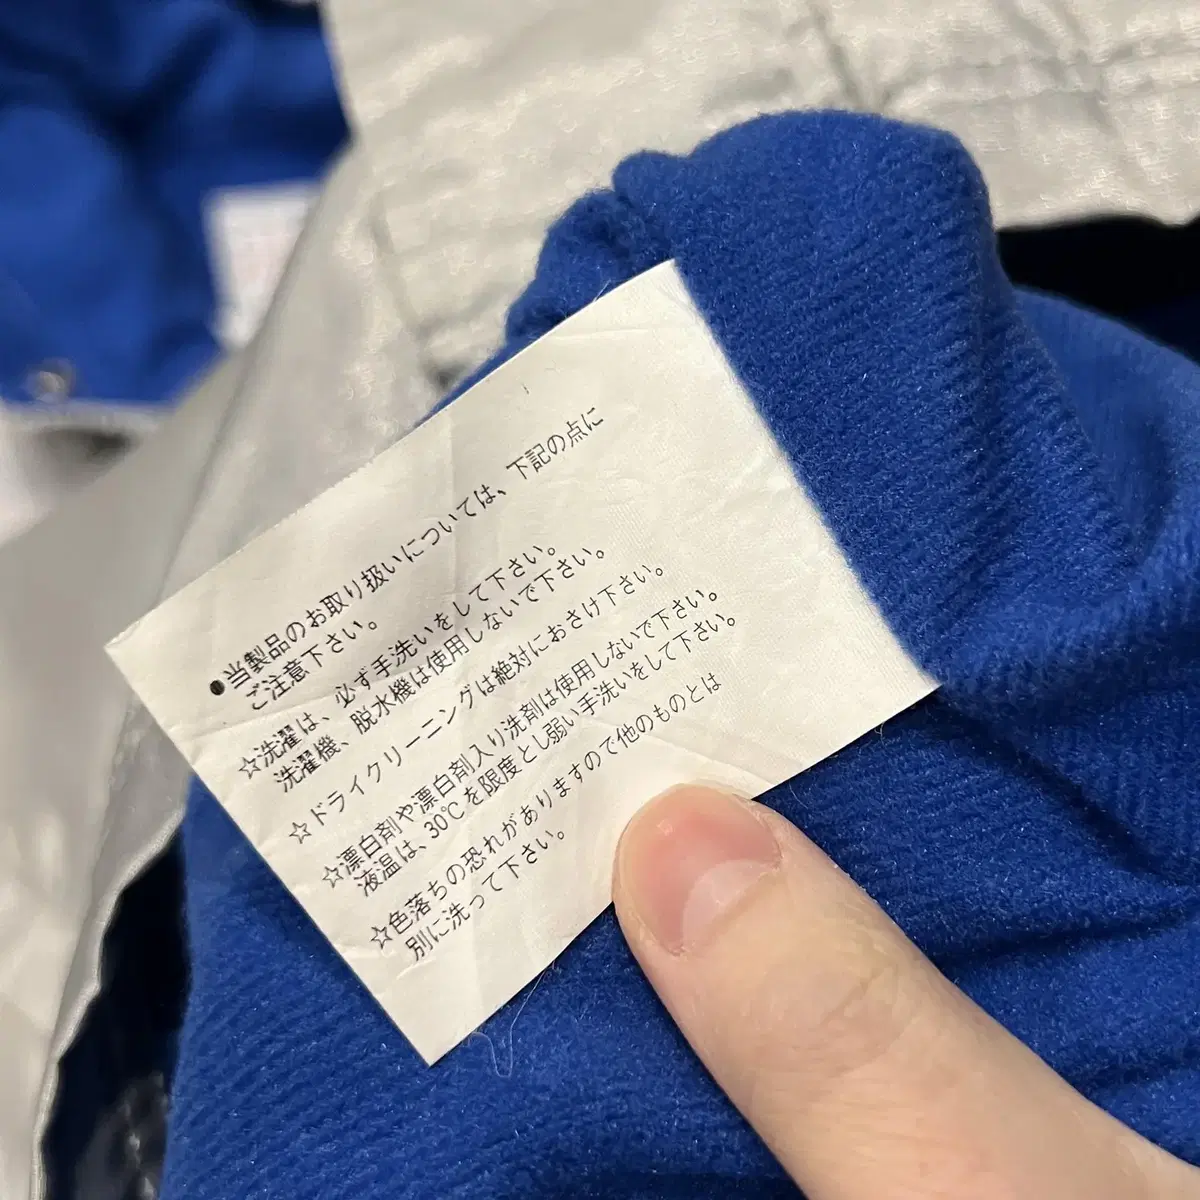 ●当製品のお取り扱いについては、下記の点に
ご注意下さい。
☆洗濯は、必ず手洗いをして下さい。
洗濯機、脱水機は使用しないで下さい。
☆ドライクリーニングは絶対におさけ下さい。
☆漂白剤や漂白剤入り洗剤は使用しないで下さい。
液温は、30℃を限度とし弱い手洗いをして下さい。
☆色落ちの恐れがありますので他のものとは
別に洗って下さい。